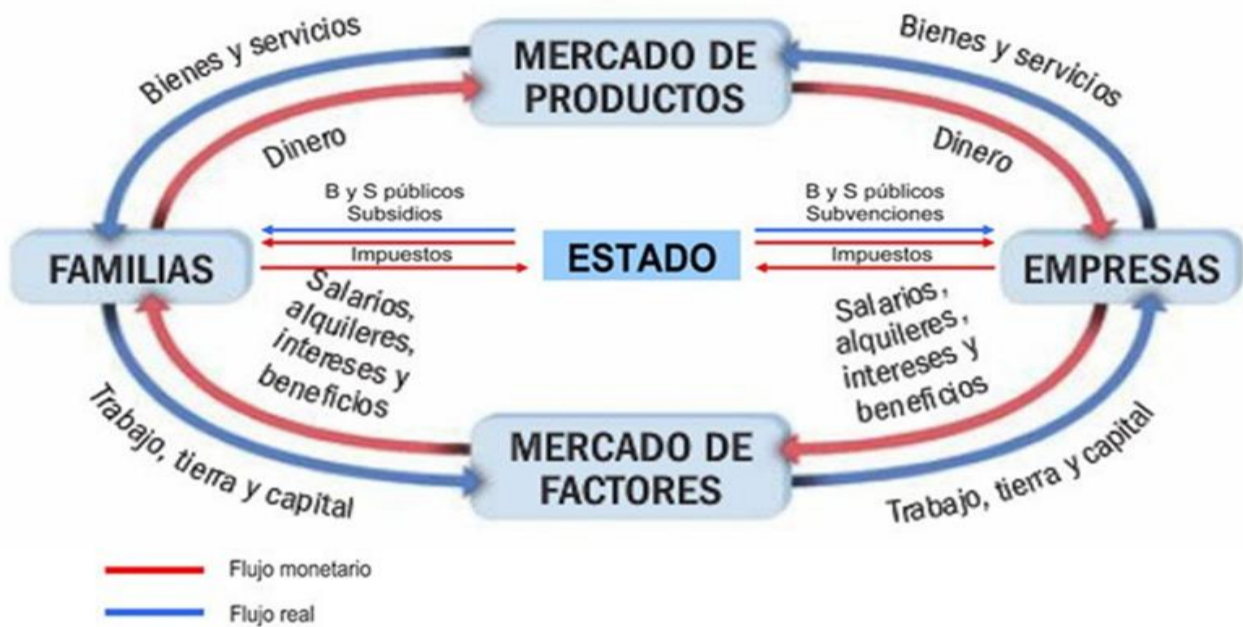 Bienes y servicios
MERCADO DE
PRODUCTOS
Bienes y servicios
Dinero
Dinero
B y S públicos
Subsidios
B y S públicos
Subvenciones
FAMILIAS
Impuestos
ESTADO
Impuestos
EMPRESAS
Salarios,
alquileres,
intereses y
beneficios
Salarios,
alquileres,
intereses y
beneficios
Trabajo, tierra y capital
MERCADO DE
FACTORES
Trabajo, tierra y capital
Flujo monetario
Flujo real